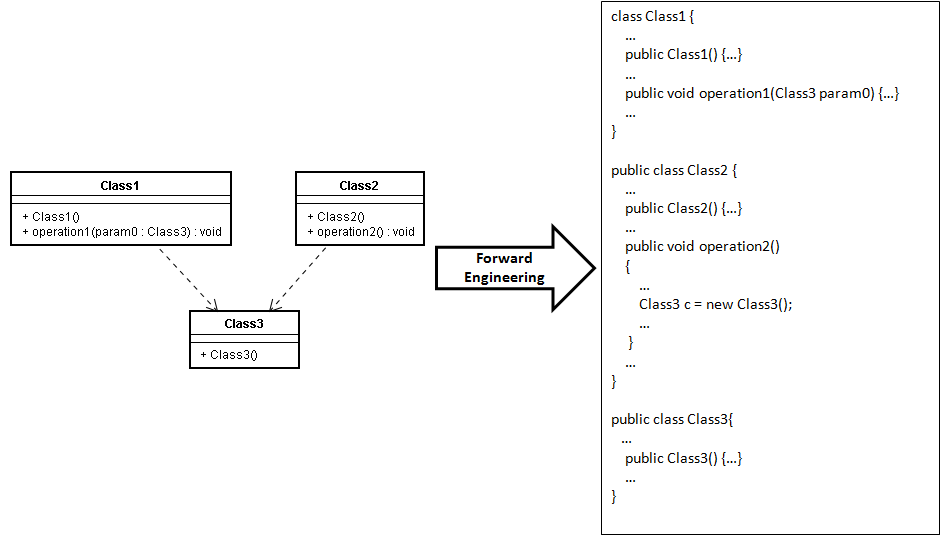 Class1
+ Class1()
+ operation1(param0 : Class3) : void
Class2
+ Class2()
+ operation2() : void
Class3
+ Class3()
Forward
Engineering
class Class1 {
...
public Class1() {...}
...
public void operation1(Class3 param0) {...}
...
}
public class Class2 {
...
public Class2() {...}
...
public void operation2()
{
...
Class3 c = new Class3();
...
}
...
}
public class Class3{
...
public Class3() {...}
...
}